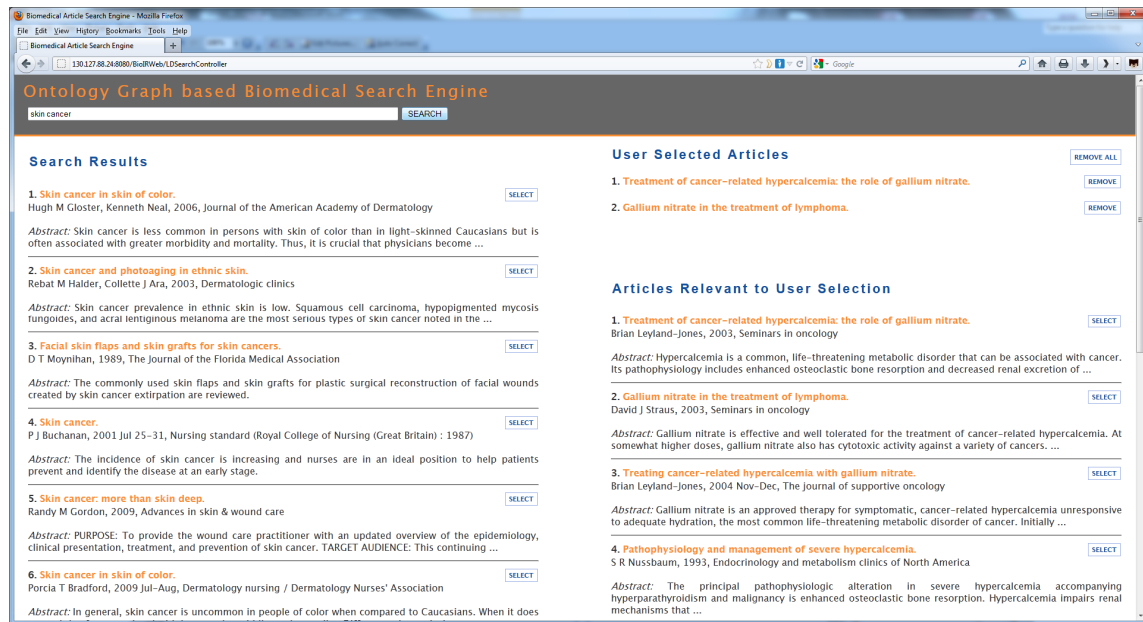 Biomedical Article Search Engine - Mozilla Firefox
File Edit View History Bookmarks Tools Help
Biomedical Article Search Engine
130.127.88.24:8080/BioIRWeb/LDSearchController
Google
Ontology Graph based Biomedical Search Engine
skin cancer
SEARCH
Search Results
1. Skin cancer in skin of color.
SELECT
Hugh M Gloster, Kenneth Neal, 2006, Journal of the American Academy of Dermatology
Abstract: Skin cancer is less common in persons with skin of color than in light-skinned Caucasians but is
often associated with greater morbidity and mortality. Thus, it is crucial that physicians become ...
2. Skin cancer and photoaging in ethnic skin.
SELECT
Rebat M Halder, Collette J Ara, 2003, Dermatologic clinics
Abstract: Skin cancer prevalence in ethnic skin is low. Squamous cell carcinoma, hypopigmented mycosis
fungoides, and acral lentiginous melanoma are the most serious types of skin cancer noted in the ...
3. Facial skin flaps and skin grafts for skin cancers.
SELECT
D T Moynihan, 1989, The Journal of the Florida Medical Association
Abstract: The commonly used skin flaps and skin grafts for plastic surgical reconstruction of facial wounds
created by skin cancer extirpation are reviewed.
4. Skin cancer.
SELECT
P J Buchanan, 2001 Jul 25-31, Nursing standard (Royal College of Nursing (Great Britain) : 1987)
Abstract: The incidence of skin cancer is increasing and nurses are in an ideal position to help patients
prevent and identify the disease at an early stage.
5. Skin cancer: more than skin deep.
SELECT
Randy M Gordon, 2009, Advances in skin & wound care
Abstract: PURPOSE: To provide the wound care practitioner with an updated overview of the epidemiology,
clinical presentation, treatment, and prevention of skin cancer. TARGET AUDIENCE: This continuing ...
6. Skin cancer in skin of color.
SELECT
Porcia T Bradford, 2009 Jul-Aug, Dermatology nursing / Dermatology Nurses' Association
Abstract: In general, skin cancer is uncommon in people of color when compared to Caucasians. When it does
User Selected Articles
REMOVE ALL
1. Treatment of cancer-related hypercalcemia: the role of gallium nitrate.
REMOVE
2. Gallium nitrate in the treatment of lymphoma.
REMOVE
Articles Relevant to User Selection
1. Treatment of cancer-related hypercalcemia: the role of gallium nitrate.
SELECT
Brian Leyland-Jones, 2003, Seminars in oncology
Abstract: Hypercalcemia is a common, life-threatening metabolic disorder that can be associated with cancer.
Its pathophysiology includes enhanced osteoclastic bone resorption and decreased renal excretion of ...
2. Gallium nitrate in the treatment of lymphoma.
SELECT
David J Straus, 2003, Seminars in oncology
Abstract: Gallium nitrate is effective and well tolerated for the treatment of cancer-related hypercalcemia. At
somewhat higher doses, gallium nitrate also has cytotoxic activity against a variety of cancers. ...
3. Treating cancer-related hypercalcemia with gallium nitrate.
SELECT
Brian Leyland-Jones, 2004 Nov-Dec, The journal of supportive oncology
Abstract: Gallium nitrate is an approved therapy for symptomatic, cancer-related hypercalcemia unresponsive
to adequate hydration, the most common life-threatening metabolic disorder of cancer. Initially ...
4. Pathophysiology and management of severe hypercalcemia.
SELECT
S R Nussbaum, 1993, Endocrinology and metabolism clinics of North America
Abstract: The principal pathophysiologic alteration in severe hypercalcemia accompanying
hyperparathyroidism and malignancy is enhanced osteoclastic bone resorption. Hypercalcemia impairs renal
mechanisms that ...